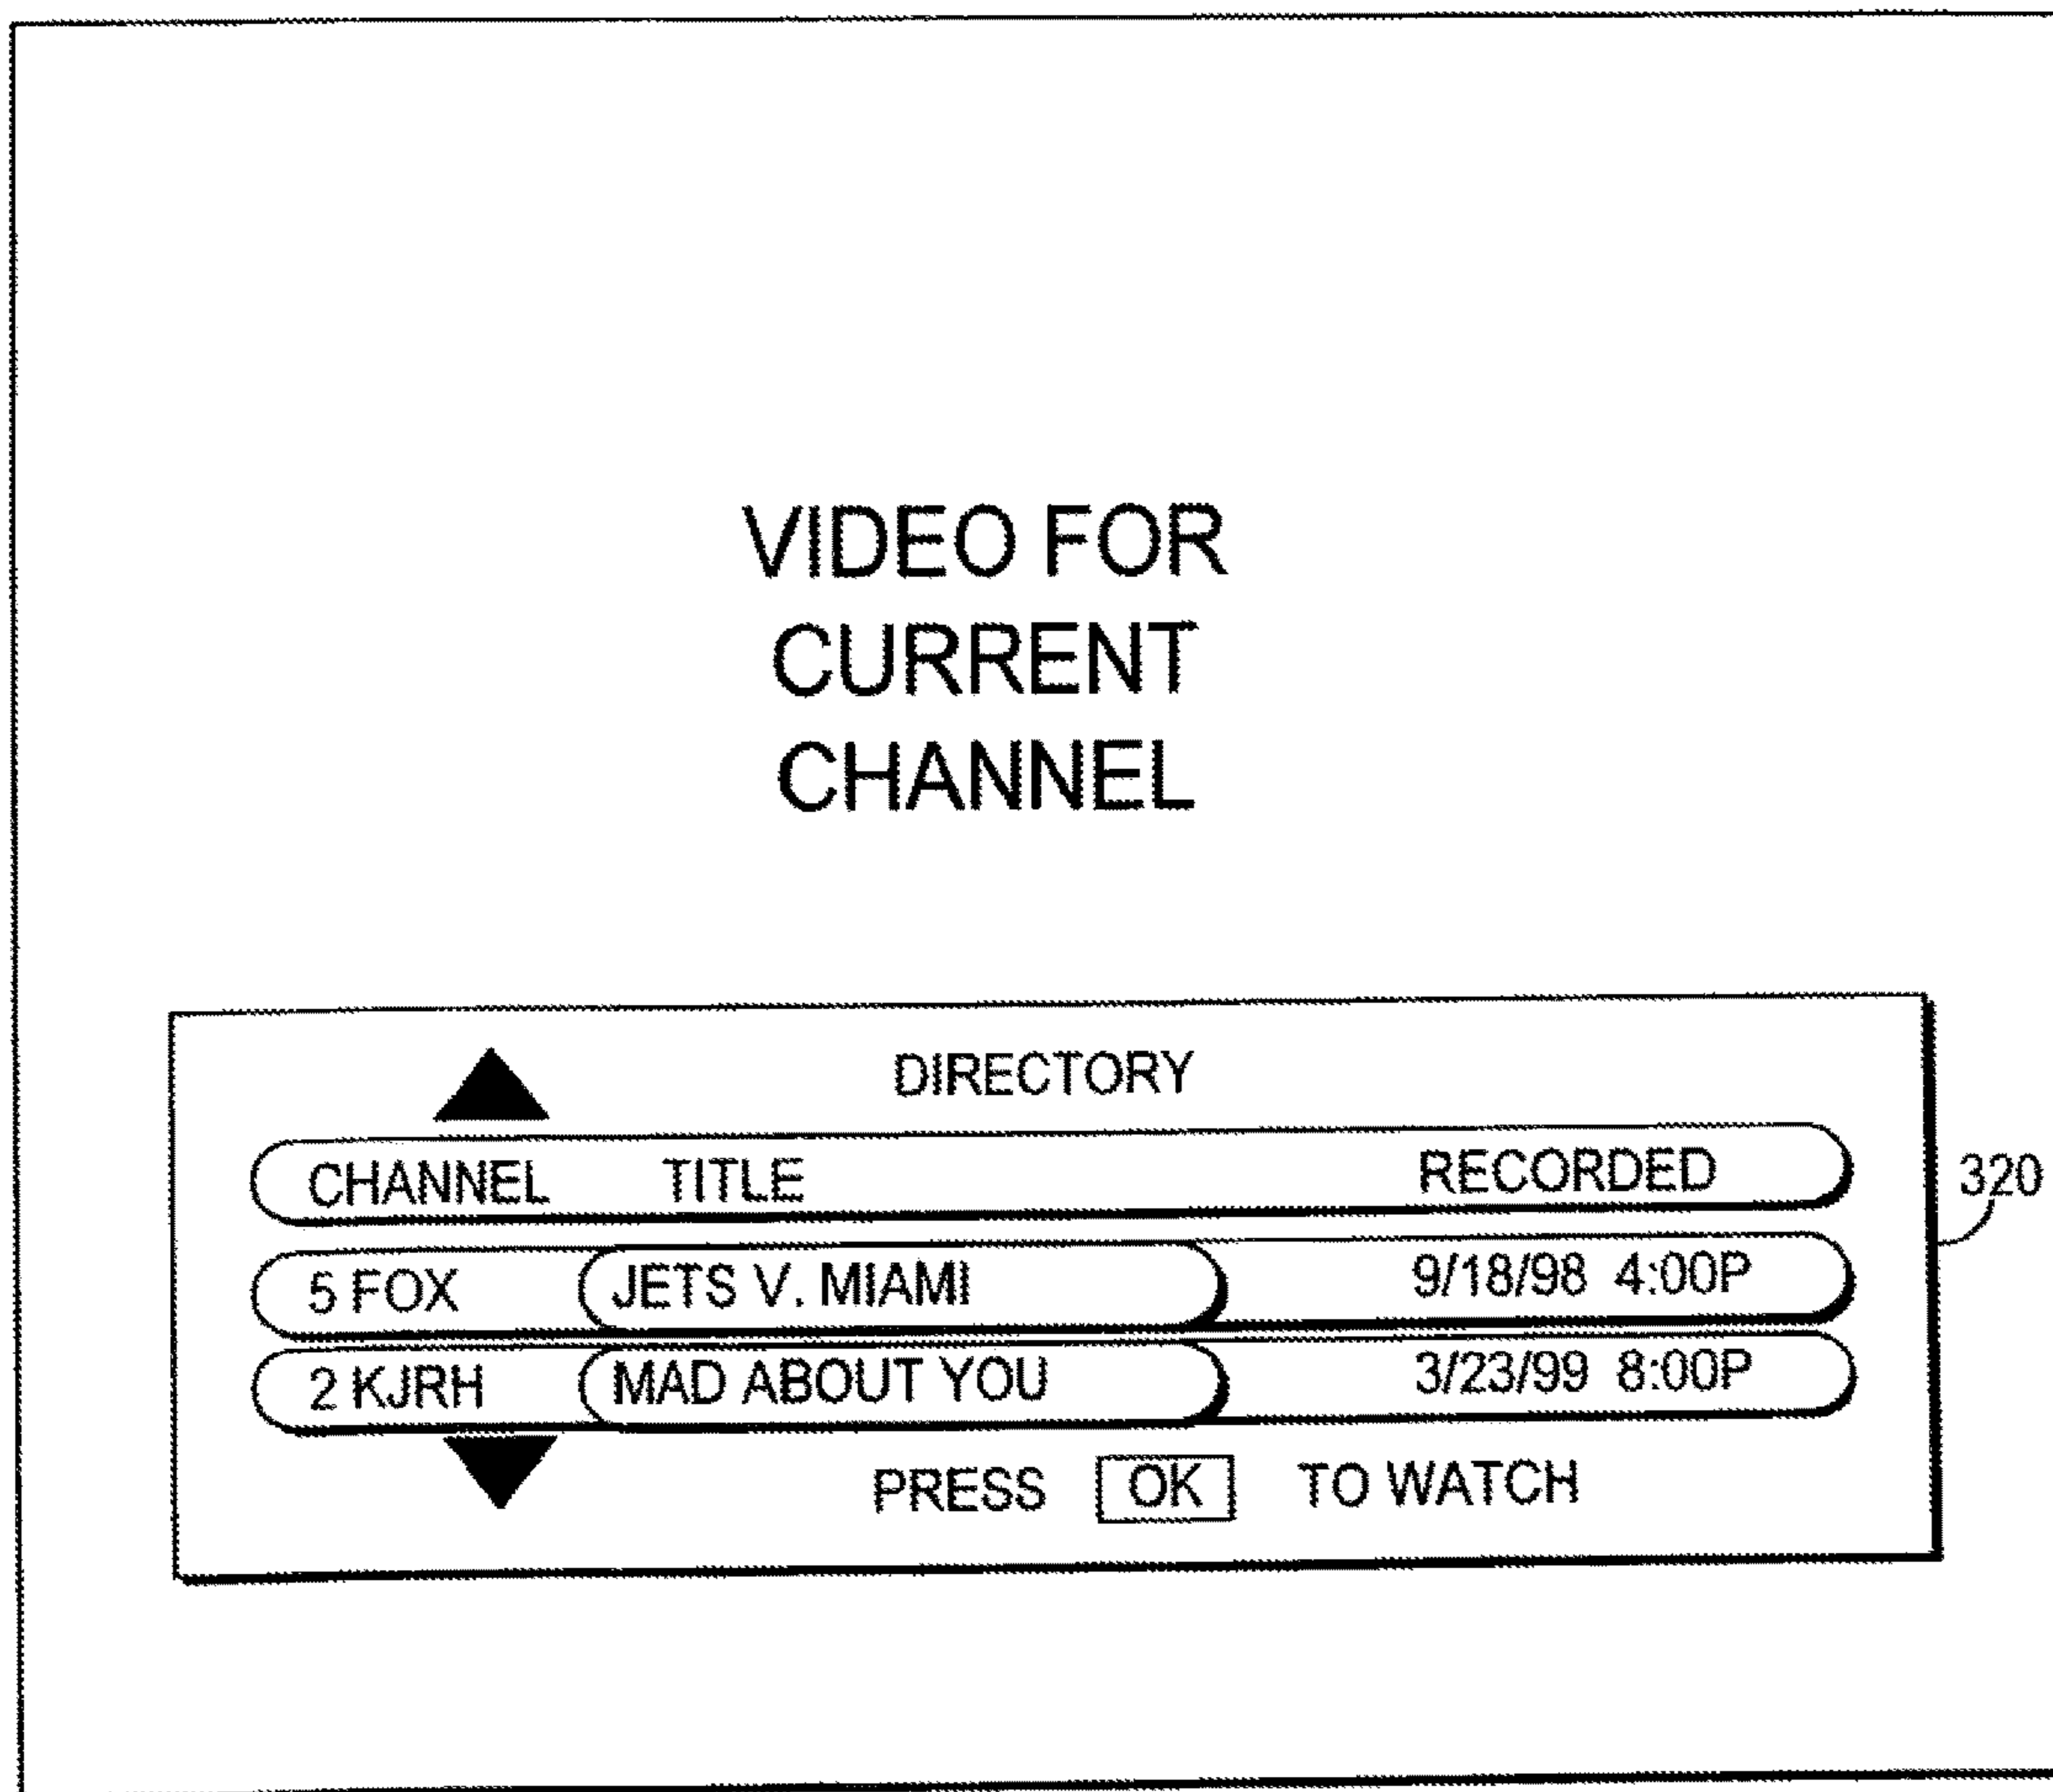 VIDEO FOR
CURRENT
CHANNEL
DIRECTORY
CHANNEL TITLE RECORDED
320
5 FOX JETS V. MIAMI 9/18/98 4:00P
2 KJRH MAD ABOUT YOU 3/23/99 8:00P
PRESS OK TO WATCH